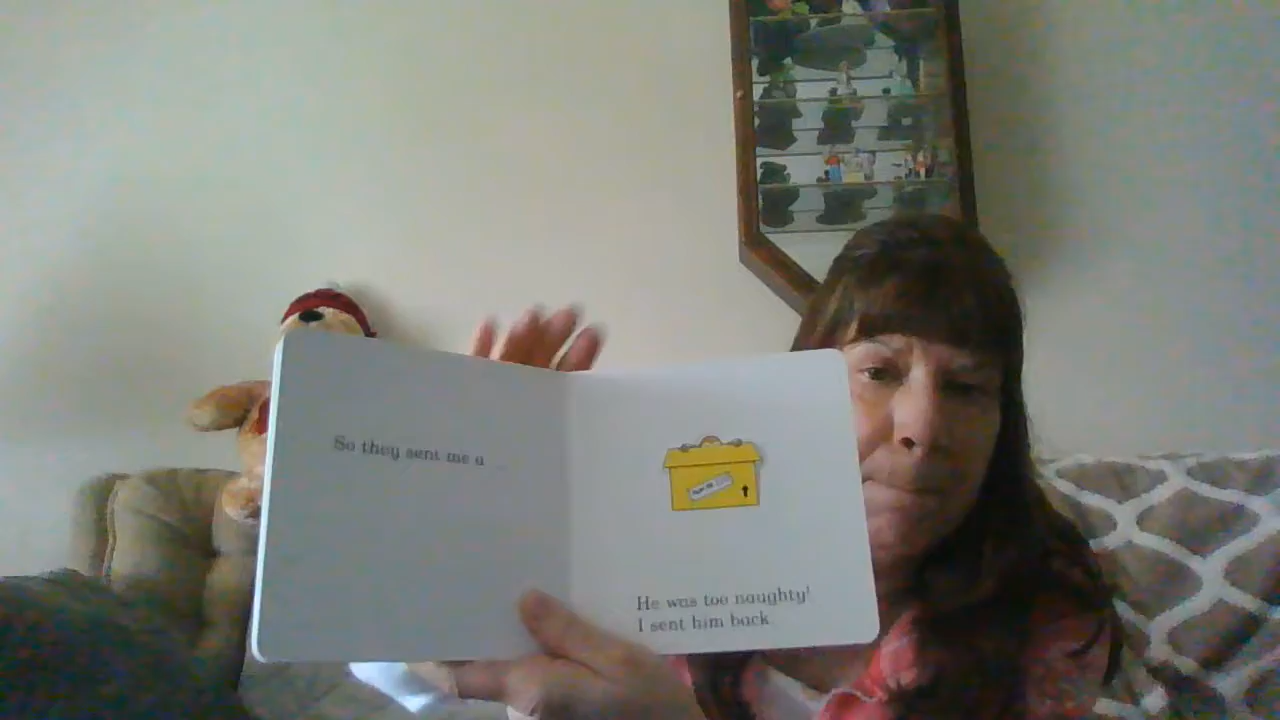 So they sent me a ...
He was too naughty!
I sent him back.